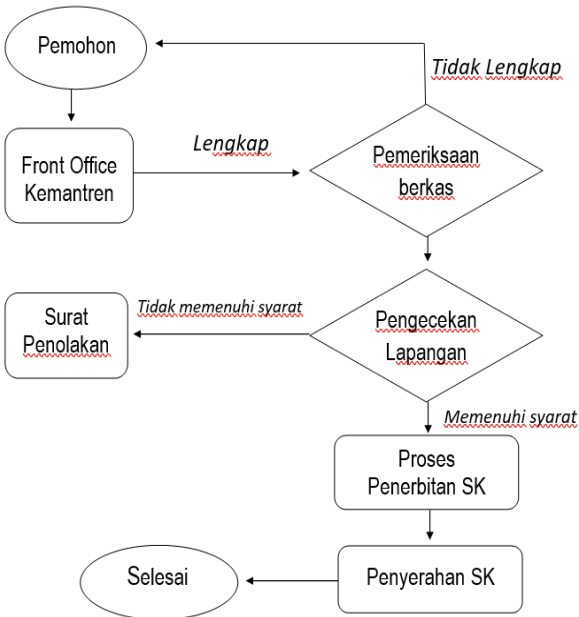 Pemohon
Tidak Lengkap
Lengkap
Front Office
Kemantren
Pemeriksaan
berkas
Surat
Penolakan
Tidak memenuhi syarat
Pengecekan
Lapangan
Memenuhi syarat
Proses
Penerbitan SK
Selesai
Penyerahan SK